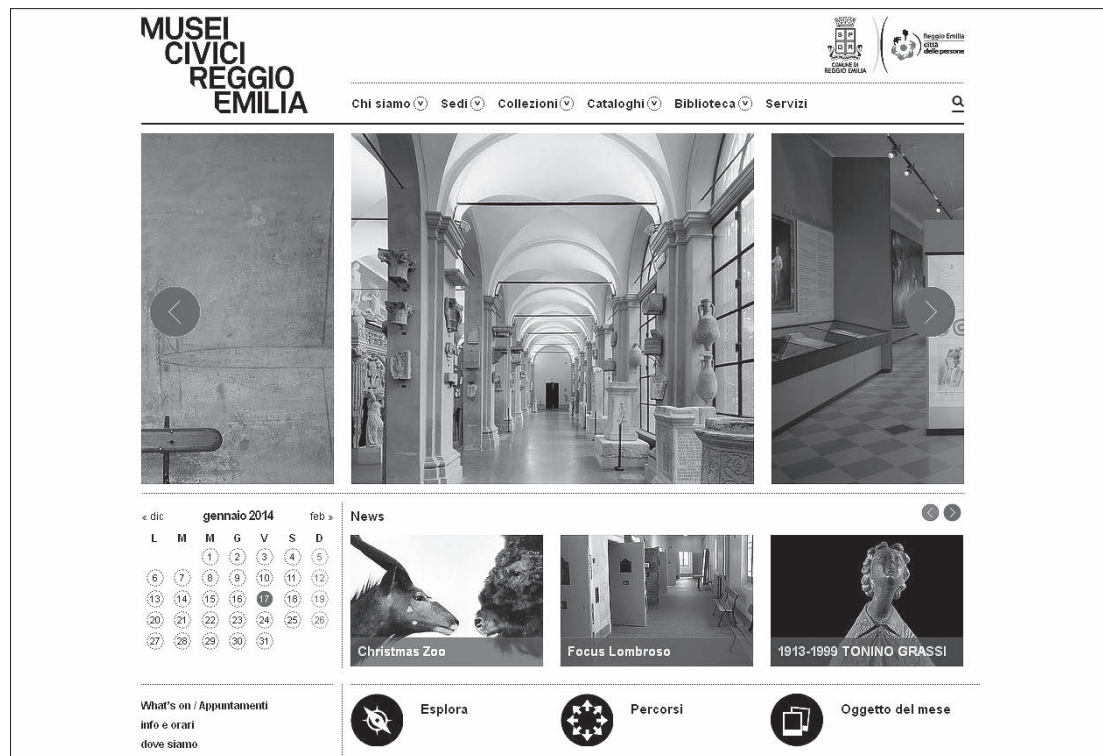 MUSEI
CIVICI
REGGIO
EMILIA
S P
Q R
COMUNE DI
REGGIO EMILIA
Reggio Emilia
città
delle persone
Chi siamo Sedi Collezioni Cataloghi Biblioteca Servizi
« dic gennaio 2014 feb »
L M M G V S D
1 2 3 4 5
6 7 8 9 10 11 12
13 14 15 16 17 18 19
20 21 22 23 24 25 26
27 28 29 30 31
News
Christmas Zoo
Focus Lombroso
1913-1999 TONINO GRASSI
What's on / Appuntamenti
info e orari
dove siamo
Esplora
Percorsi
Oggetto del mese